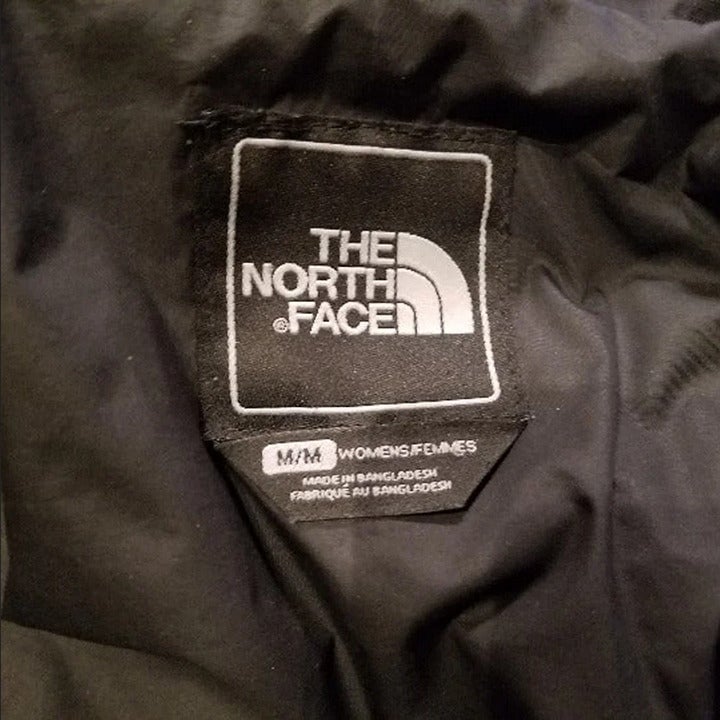 THE
NORTH
®FACE
M/M WOMENS/FEMMES
MADE IN BANGLADESH
FABRIQUÉ AU BANGLADESH